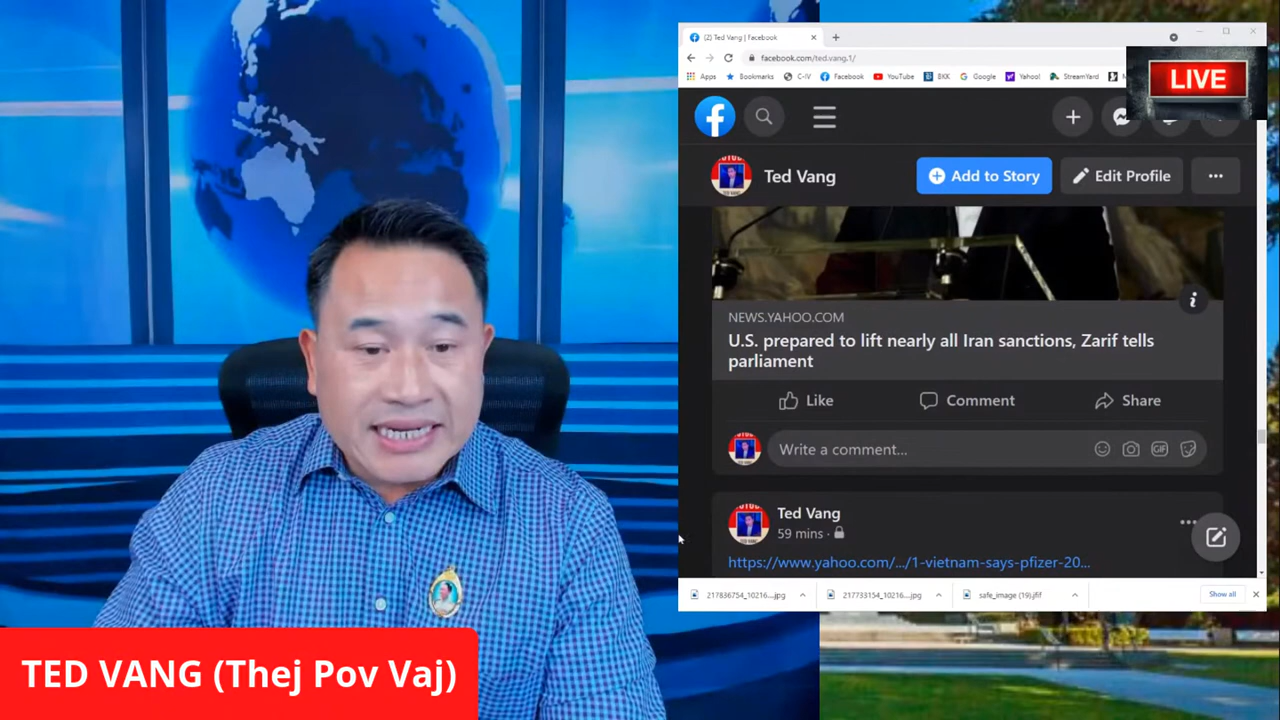 (2) Ted Vang | Facebook
facebook.com/ted.vang.1/
Apps Bookmarks C-IV Facebook YouTube BKK Google Yahoo! StreamYard
LIVE
Ted Vang
Add to Story
Edit Profile
NEWS.YAHOO.COM
U.S. prepared to lift nearly all Iran sanctions, Zarif tells
parliament
Like Comment Share
Write a comment...
GIF
Ted Vang
59 mins ·
https://www.yahoo.com/.../1-vietnam-says-pfizer-20...
217836754_10216....jpg 217733154_10216....jpg safe_image (19).jfif Show all
TED VANG (Thej Pov Vaj)